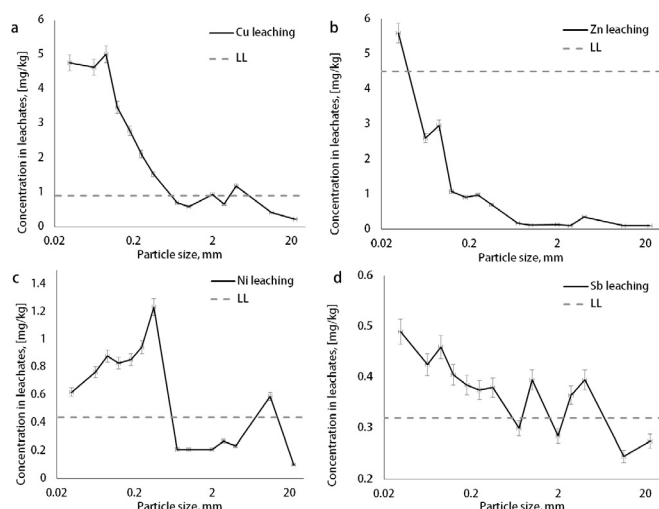 a
Concentration in leachates, [mg/kg]
6
5
4
3
2
1
0
0.02
0.2
2
20
Particle size, mm
Cu leaching
LL
b
Concentration in leachates, [mg/kg]
6
5
4
3
2
1
0
0.02
0.2
2
20
Particle size, mm
Zn leaching
LL
c
Concentration in leachates, [mg/kg]
1.4
1.2
1
0.8
0.6
0.4
0.2
0
0.02
0.2
2
20
Particle size, mm
Ni leaching
LL
d
Concentration in leachates, [mg/kg]
0.6
0.5
0.4
0.3
0.2
0.02
0.2
2
20
Particle size, mm
Sb leaching
LL